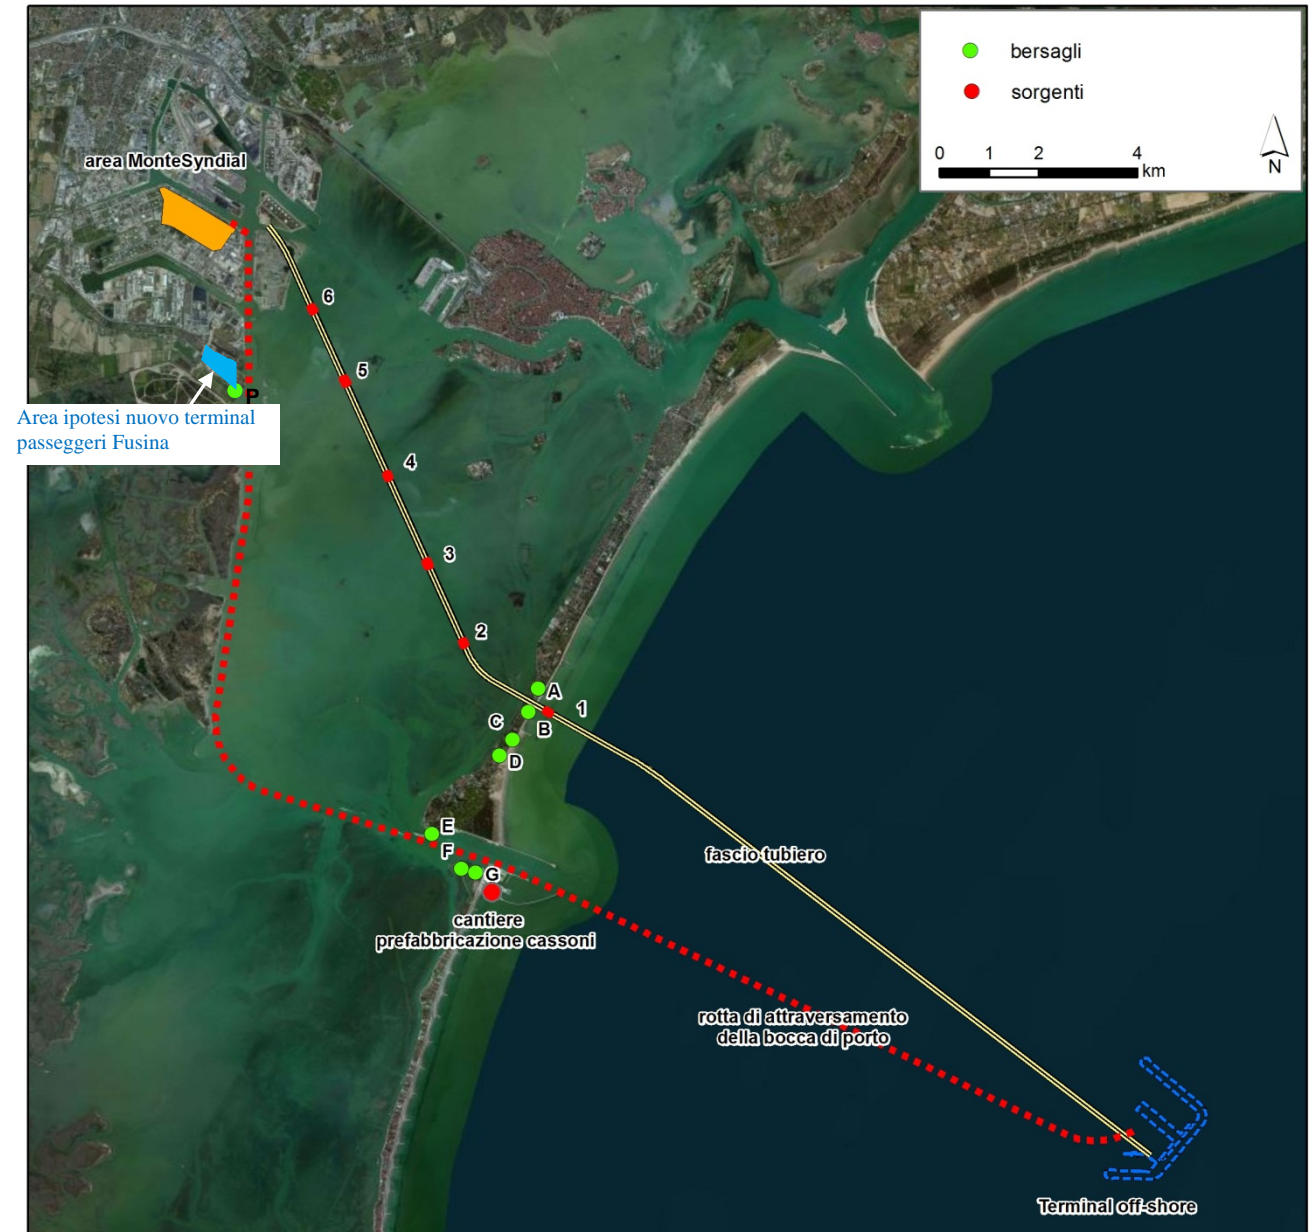 bersagli
sorgenti
0 1 2 4
km
N
area MonteSyndial
6
5
P
Area ipotesi nuovo terminal
passeggeri Fusina
4
3
2
A
1
C
B
D
E
F
G
fascio tubiero
cantiere
prefabbricazione cassoni
rotta di attraversamento
della bocca di porto
Terminal off-shore